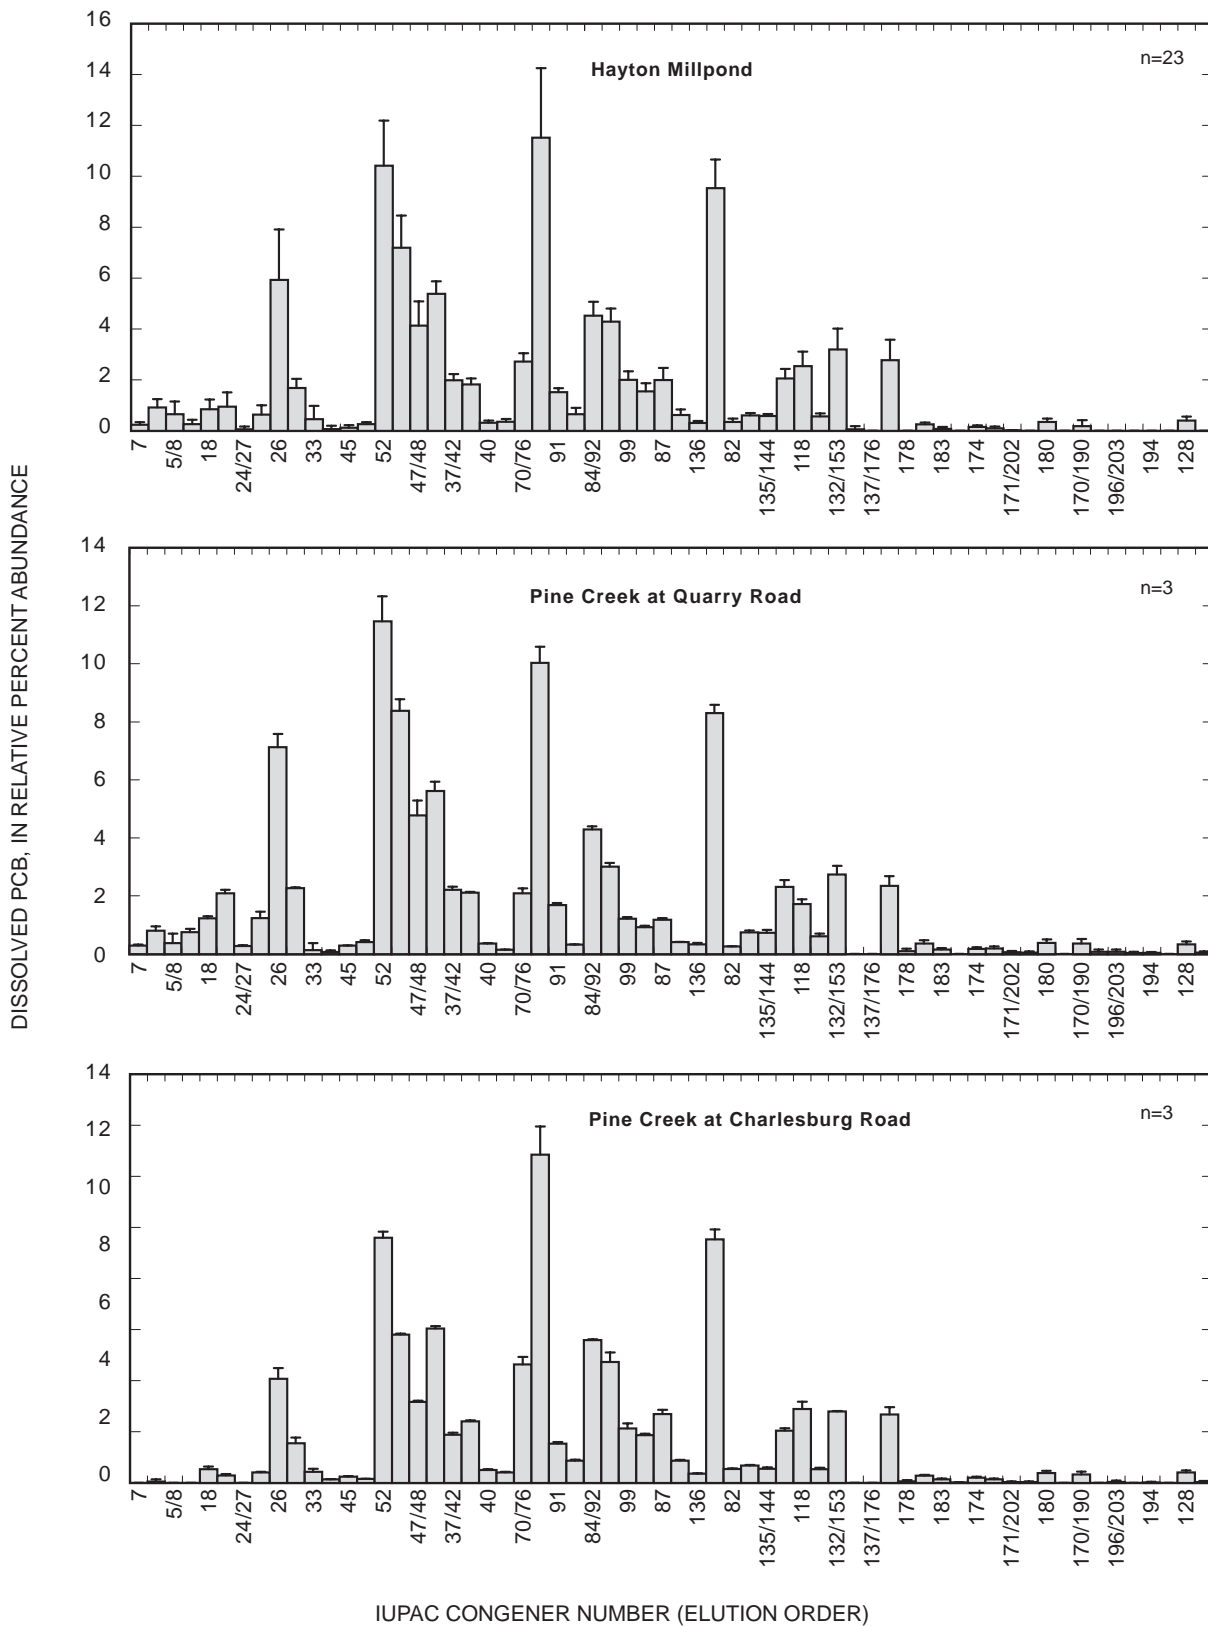 DISSOLVED PCB, IN RELATIVE PERCENT ABUNDANCE
16
14
12
10
8
6
4
2
0
Hayton Millpond
n=23
7 5/8 18 24/27 26 33 45 52 47/48 37/42 40 70/76 91 84/92 99 87 136 82 135/144 118 132/153 137/176 178 183 174 171/202 180 170/190 196/203 194 128
14
12
10
8
6
4
2
0
Pine Creek at Quarry Road
n=3
7 5/8 18 24/27 26 33 45 52 47/48 37/42 40 70/76 91 84/92 99 87 136 82 135/144 118 132/153 137/176 178 183 174 171/202 180 170/190 196/203 194 128
14
12
10
8
6
4
2
0
Pine Creek at Charlesburg Road
n=3
7 5/8 18 24/27 26 33 45 52 47/48 37/42 40 70/76 91 84/92 99 87 136 82 135/144 118 132/153 137/176 178 183 174 171/202 180 170/190 196/203 194 128
IUPAC CONGENER NUMBER (ELUTION ORDER)